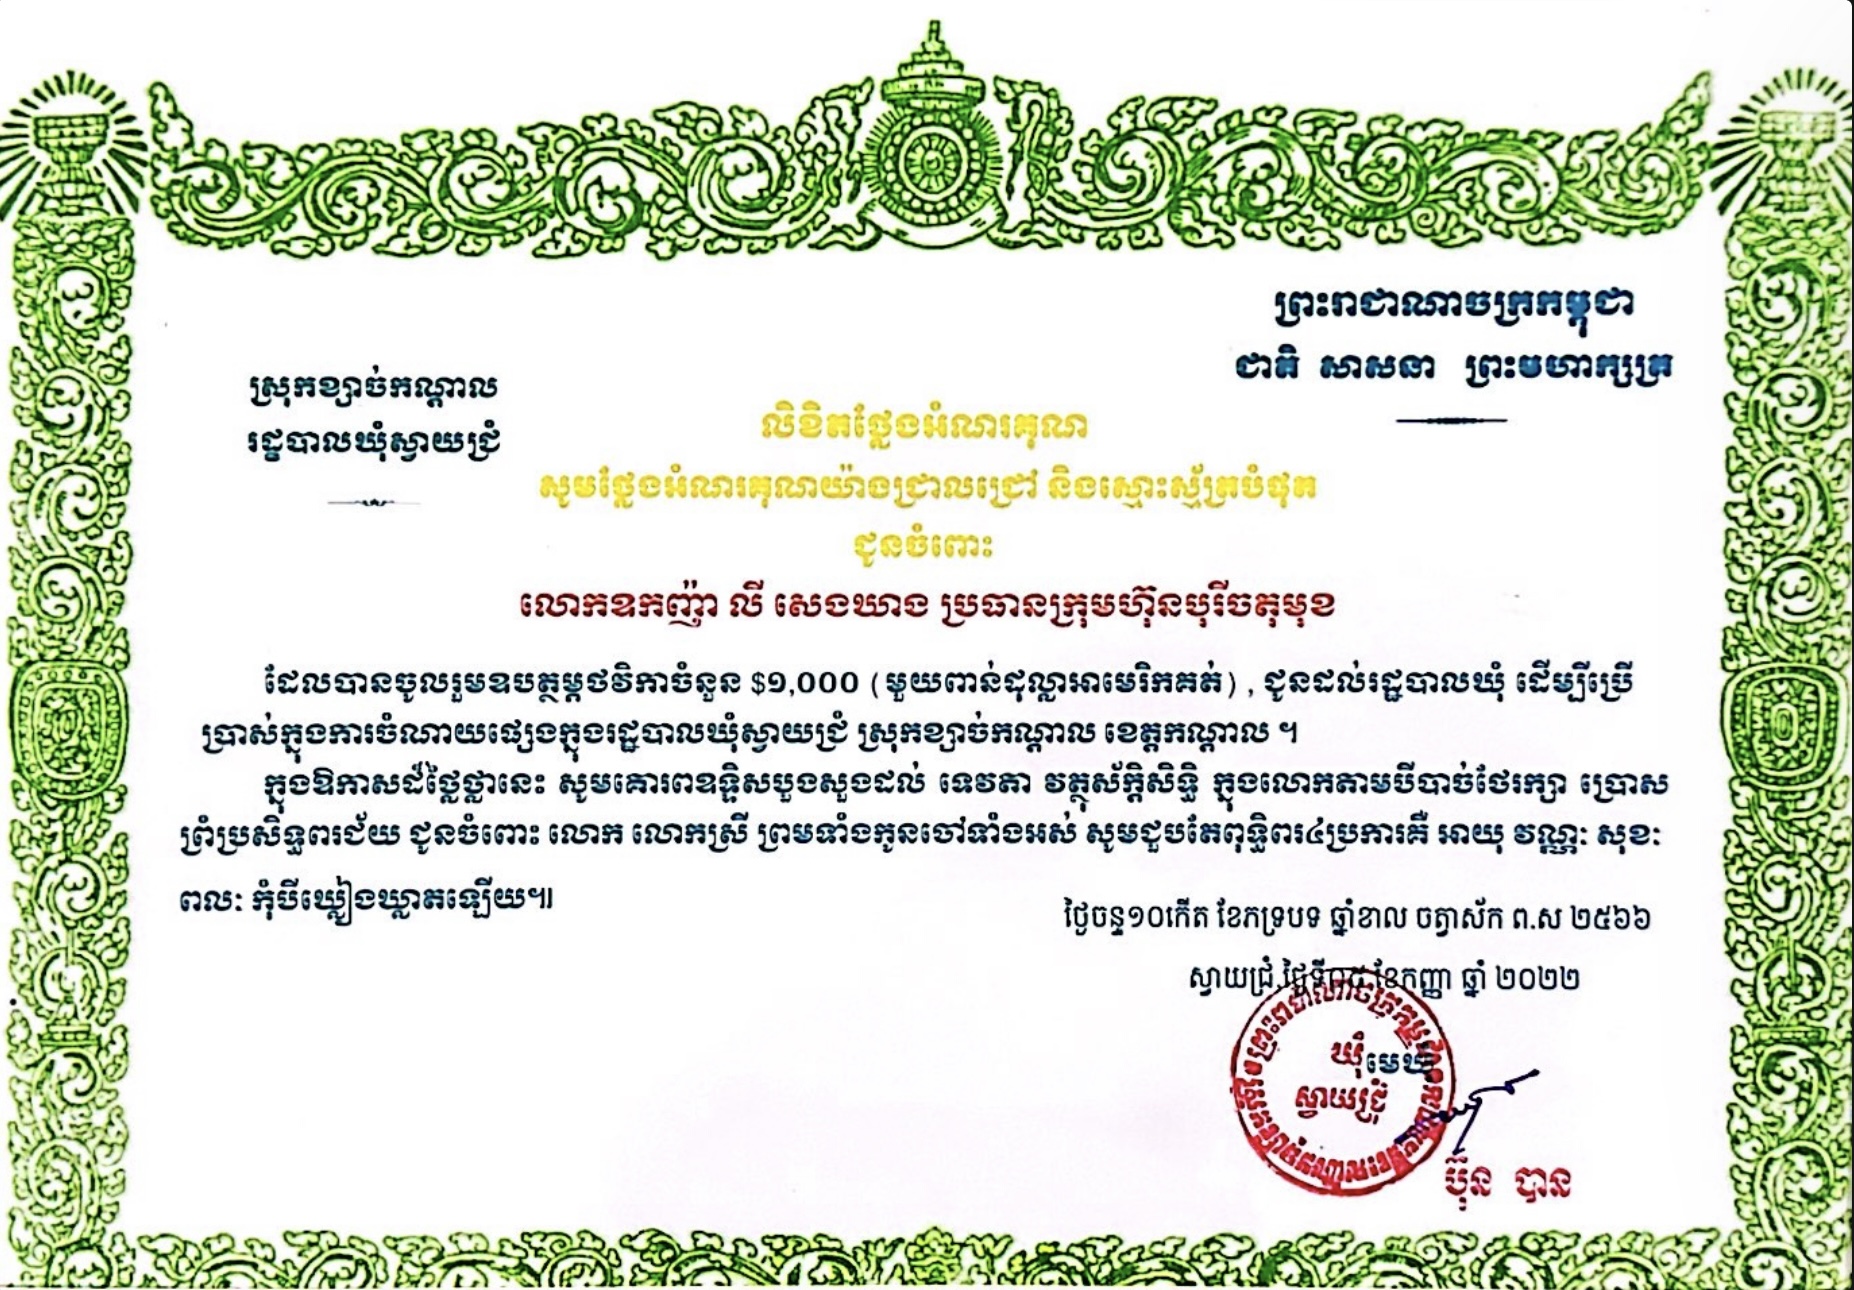 ព្រះរាជាណាចក្រកម្ពុជា
ជាតិ សាសនា ព្រះមហាក្សត្រ
ស្រុកខ្សាច់កណ្ដាល
រដ្ឋបាលឃុំស្វាយជ្រំ
លិខិតថ្លែងអំណរគុណ
សូមថ្លែងអំណរគុណយ៉ាងជ្រាលជ្រៅ និងស្មោះស្ម័គ្របំផុត
ជូនចំពោះ
លោកឧកញ៉ា លី សេងឃាង ប្រធានក្រុមហ៊ុនបុរីចតុមុខ
ដែលបានចូលរួមឧបត្ថម្ភថវិកាចំនួន $១,០០០ (មួយពាន់ដុល្លាអាមេរិកគត់) , ជូនដល់រដ្ឋបាលឃុំ ដើម្បីប្រើ
ប្រាស់ក្នុងការចំណាយផ្សេងក្នុងរដ្ឋបាលឃុំស្វាយជ្រំ ស្រុកខ្សាច់កណ្ដាល ខេត្តកណ្ដាល ។
ក្នុងឱកាសដ៏ថ្លៃថ្លានេះ សូមគោរពឧទ្ទិសបួងសួងដល់ ទេវតា វត្ថុស័ក្តិសិទ្ធិ ក្នុងលោកតាមបីបាច់ថែរក្សា ប្រោស
ព្រំប្រសិទ្ធពរជ័យ ជូនចំពោះ លោក លោកស្រី ព្រមទាំងកូនចៅទាំងអស់ សូមជួបតែពុទ្ធិពរ៤ប្រការគឺ អាយុ វណ្ណៈ សុខៈ
ពលៈ កុំបីឃ្លៀងឃ្លាតឡើយ៕
ថ្ងៃចន្ទ១០កើត ខែភទ្របទ ឆ្នាំខាល ចត្វាស័ក ព.ស ២៥៦៦
ស្វាយជ្រំ,ថ្ងៃទី ខែកញ្ញា ឆ្នាំ ២០២២
មេឃុំ
ឃុំ
ស្វាយជ្រំ
ប៊ុន បាន